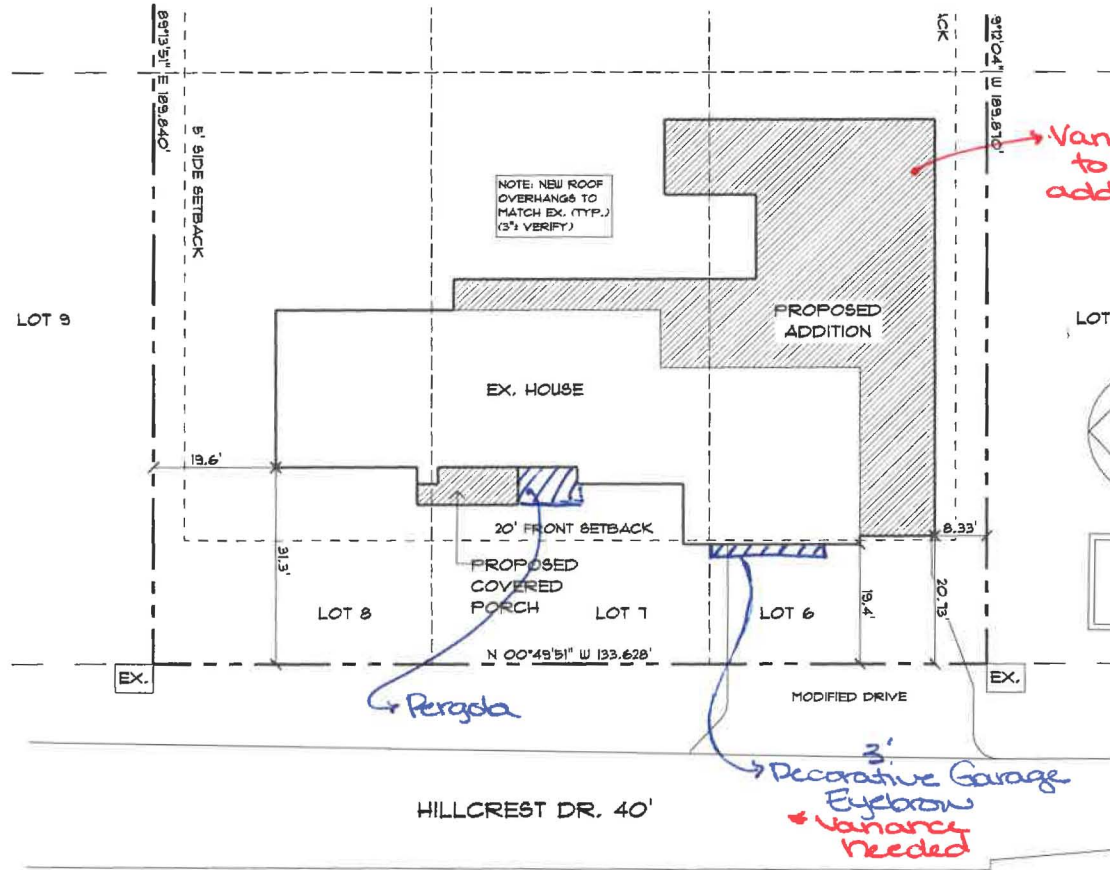 89°13'51" E 189.840'
5' SIDE SETBACK
9°12'04" W 189.870'
NOTE: NEW ROOF
OVERHANGS TO
MATCH EX. (TYP.)
(3"± VERIFY)
to
LOT 9
PROPOSED
ADDITION
LOT
EX. HOUSE
19.6'
20' FRONT SETBACK
8.33'
31.3'
PROPOSED
COVERED
PORCH
19.4'
20.73'
LOT 8
LOT 7
LOT 6
N 00°49'51" W 133.628'
EX.
EX.
MODIFIED DRIVE
Pergola
3'
Decorative Garage
Eyebrow
* Variance
needed
HILLCREST DR. 40'